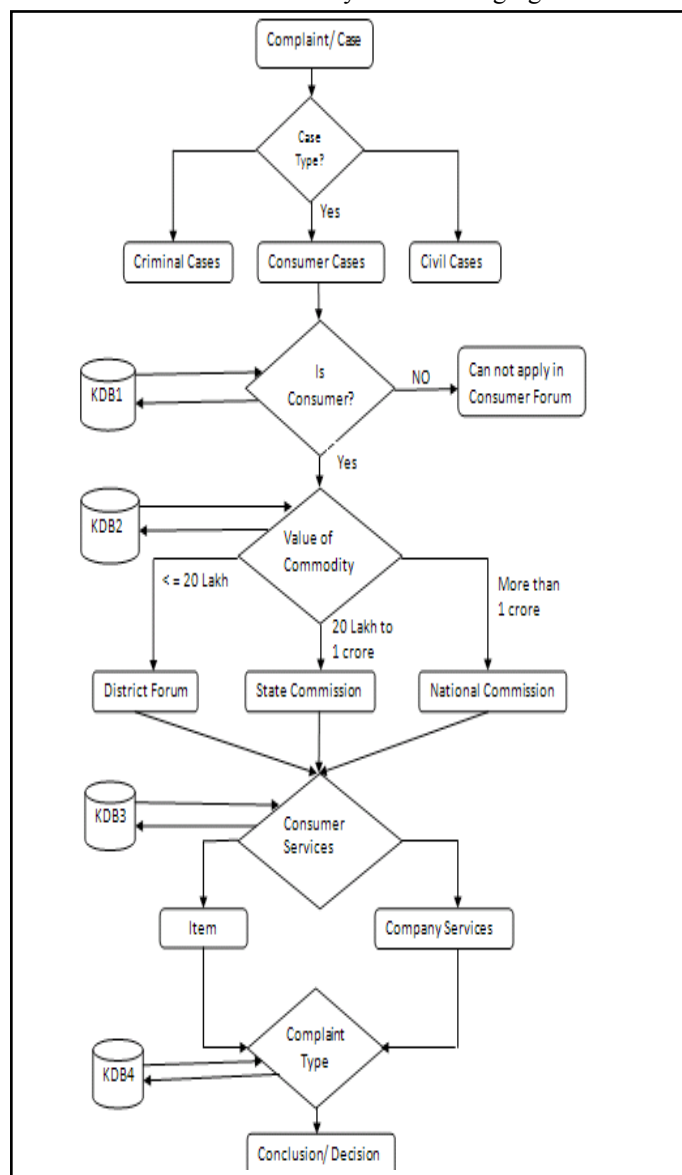 Complaint/ Case
Case
Type?
Yes
Criminal Cases
Consumer Cases
Civil Cases
KDB1
Is
Consumer?
NO
Can not apply in
Consumer Forum
Yes
KDB2
Value of
Commodity
< = 20 Lakh
20 Lakh to
1 crore
More than
1 crore
District Forum
State Commission
National Commission
KDB3
Consumer
Services
Item
Company Services
KDB4
Complaint
Type
Conclusion/ Decision